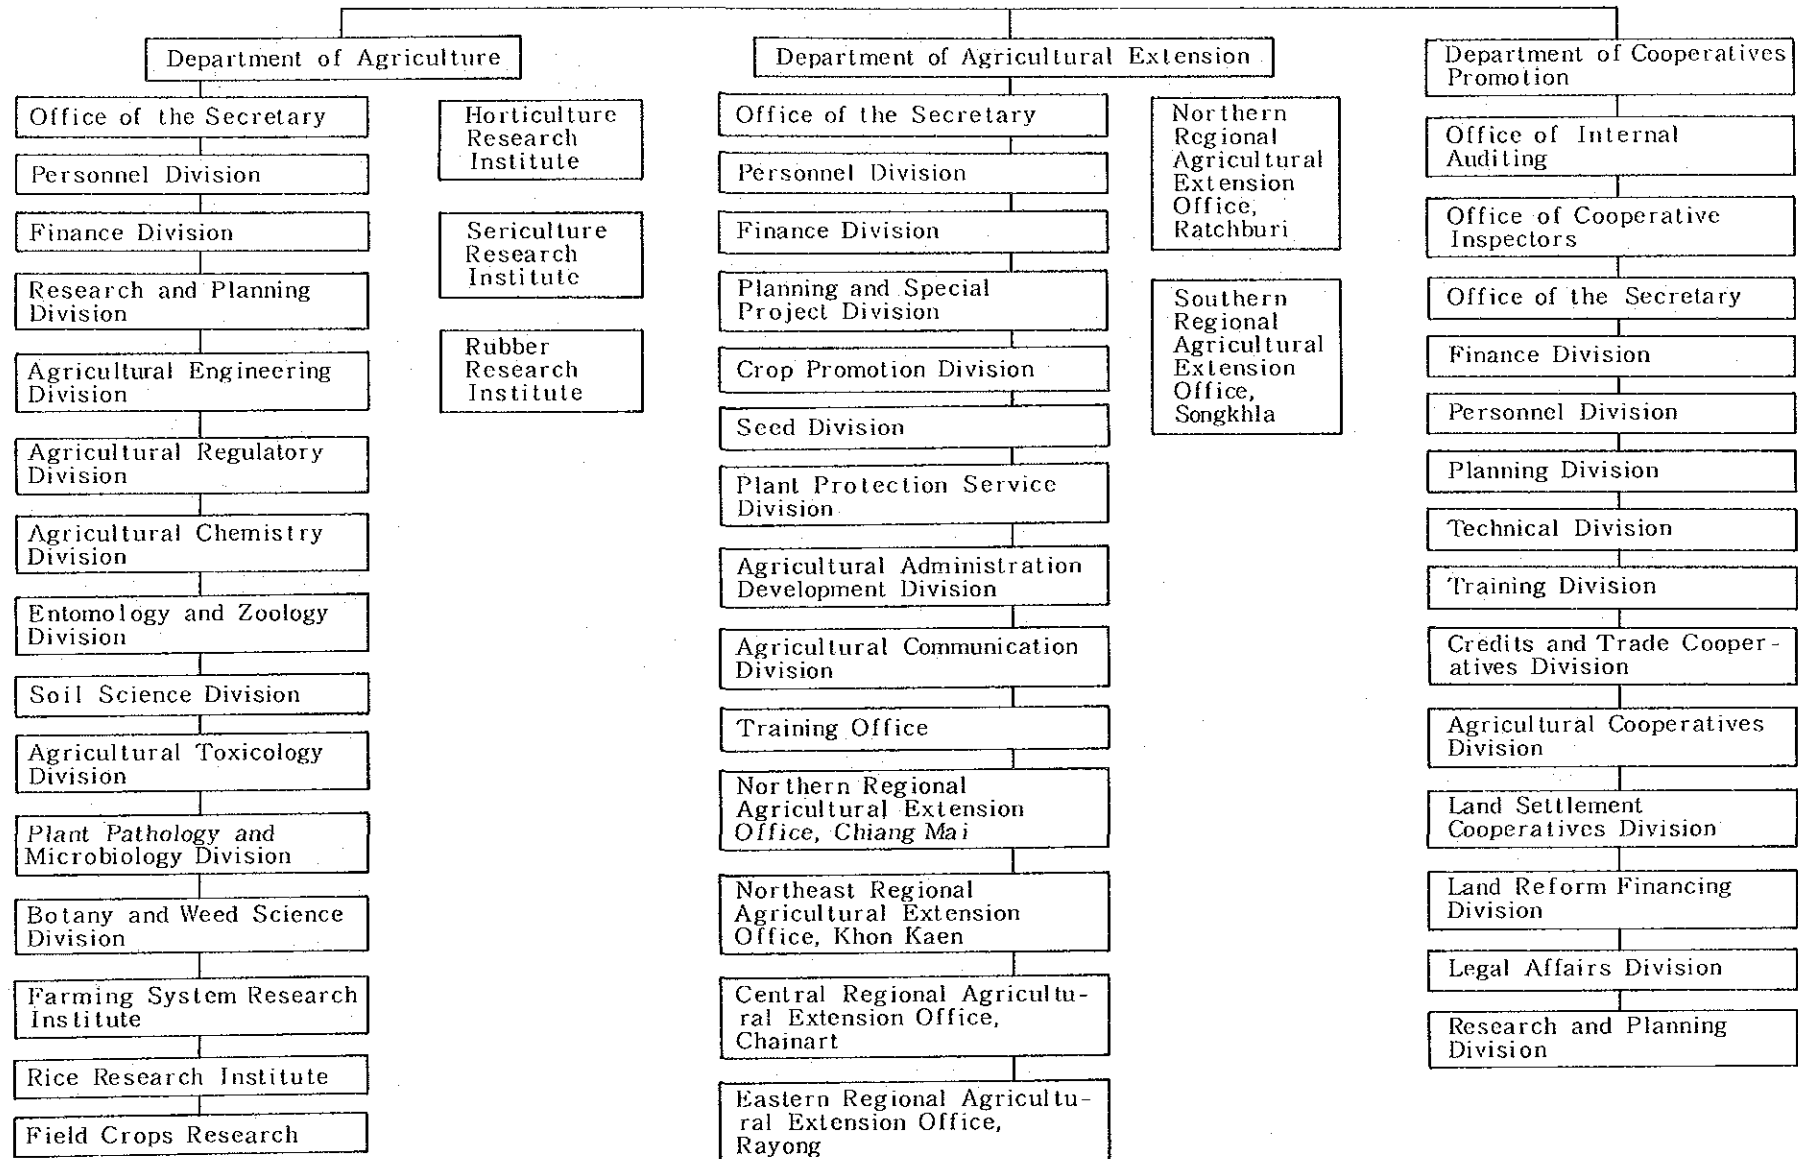 Department of Agriculture
Office of the Secretary
Personnel Division
Finance Division
Research and Planning
Division
Agricultural Engineering
Division
Agricultural Regulatory
Division
Agricultural Chemistry
Division
Entomology and Zoology
Division
Soil Science Division
Agricultural Toxicology
Division
Plant Pathology and
Microbiology Division
Botany and Weed Science
Division
Farming System Research
Institute
Rice Research Institute
Field Crops Research
Horticulture
Research
Institute
Sericulture
Research
Institute
Rubber
Research
Institute
Department of Agricultural Extension
Office of the Secretary
Personnel Division
Finance Division
Planning and Special
Project Division
Crop Promotion Division
Seed Division
Plant Protection Service
Division
Agricultural Administration
Development Division
Agricultural Communication
Division
Training Office
Northern Regional
Agricultural Extension
Office, Chiang Mai
Northeast Regional
Agricultural Extension
Office, Khon Kaen
Central Regional Agricultu-
ral Extension Office,
Chainart
Eastern Regional Agricultu-
ral Extension Office,
Rayong
Northern
Regional
Agricultural
Extension
Office,
Ratchburi
Southern
Regional
Agricultural
Extension
Office,
Songkhla
Department of Cooperatives
Promotion
Office of Internal
Auditing
Office of Cooperative
Inspectors
Office of the Secretary
Finance Division
Personnel Division
Planning Division
Technical Division
Training Division
Credits and Trade Cooper-
atives Division
Agricultural Cooperatives
Division
Land Settlement
Cooperatives Division
Land Reform Financing
Division
Legal Affairs Division
Research and Planning
Division